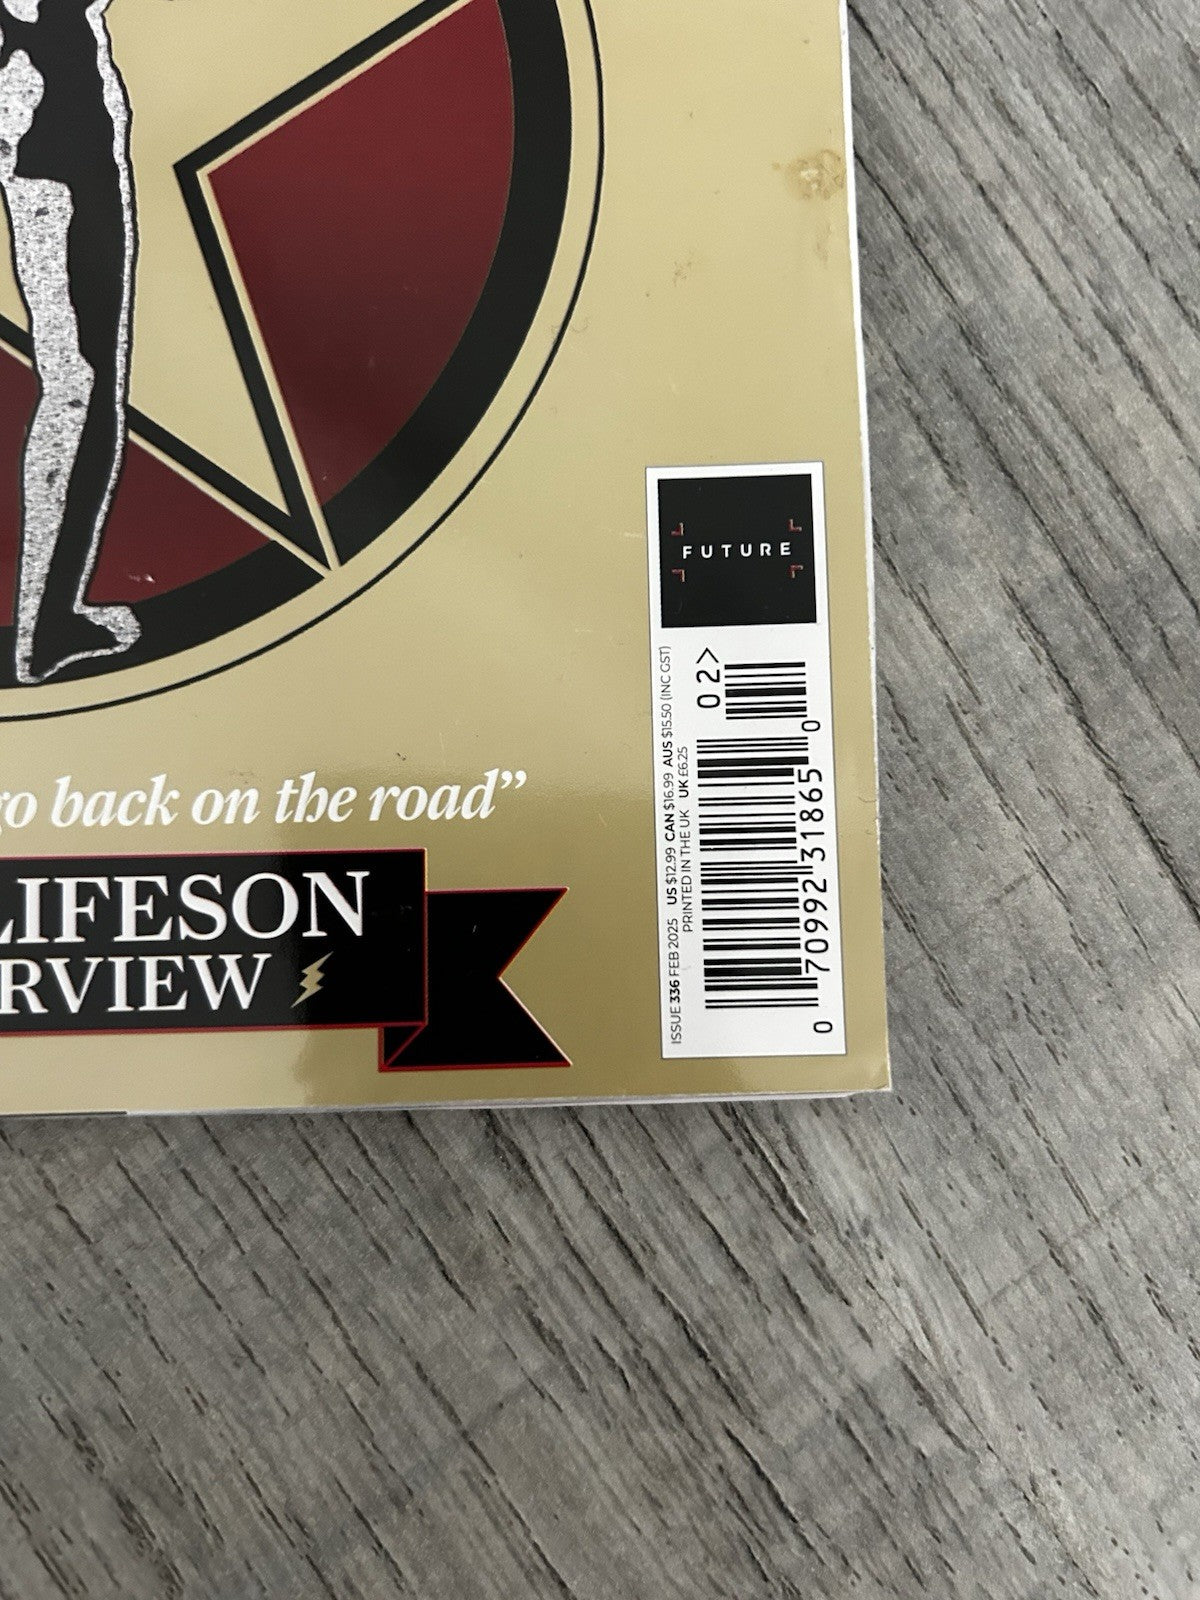 go back on the road”
LIFESON
RVIEW
FUTURE
ISSUE 336 FEB 2025 US $12.99 CAN $16.99 AUS $15.50 (INC GST)
PRINTED IN THE UK UK £6.25
02>
0 70992 31865 0